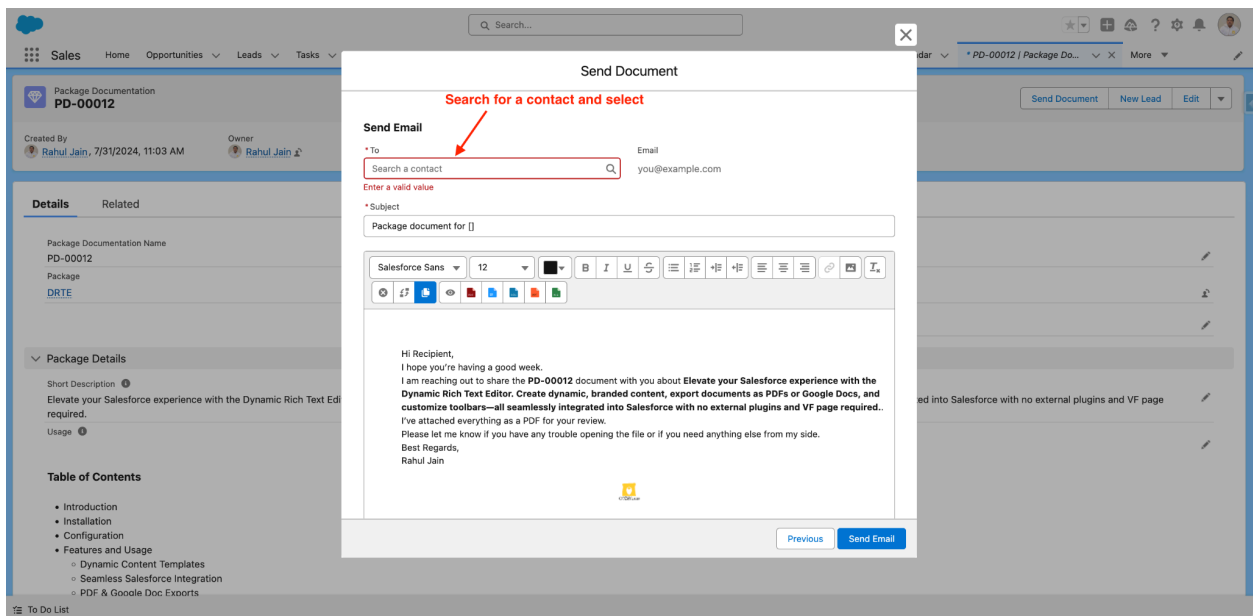 Search...
Sales
Home
Opportunities
Leads
Tasks
dar
* PD-00012 | Package Do...
More
Package Documentation
PD-00012
Send Document
New Lead
Edit
Created By
Rahul Jain, 7/31/2024, 11:03 AM
Owner
Rahul Jain
Details
Related
Package Documentation Name
PD-00012
Package
DRTE
Package Details
Short Description
Elevate your Salesforce experience with the Dynamic Rich Text Edi
ted into Salesforce with no external plugins and VF page
required.
Usage
Table of Contents
• Introduction
• Installation
• Configuration
• Features and Usage
◦ Dynamic Content Templates
◦ Seamless Salesforce Integration
◦ PDF & Google Doc Exports
To Do List
Send Document
Search for a contact and select
Send Email
* To
Email
Search a contact
you@example.com
Enter a valid value
* Subject
Package document for []
Salesforce Sans
12
B I U S
Hi Recipient,
I hope you're having a good week.
I am reaching out to share the PD-00012 document with you about Elevate your Salesforce experience with the
Dynamic Rich Text Editor. Create dynamic, branded content, export documents as PDFs or Google Docs, and
customize toolbars—all seamlessly integrated into Salesforce with no external plugins and VF page required..
I've attached everything as a PDF for your review.
Please let me know if you have any trouble opening the file or if you need anything else from my side.
Best Regards,
Rahul Jain
Previous
Send Email